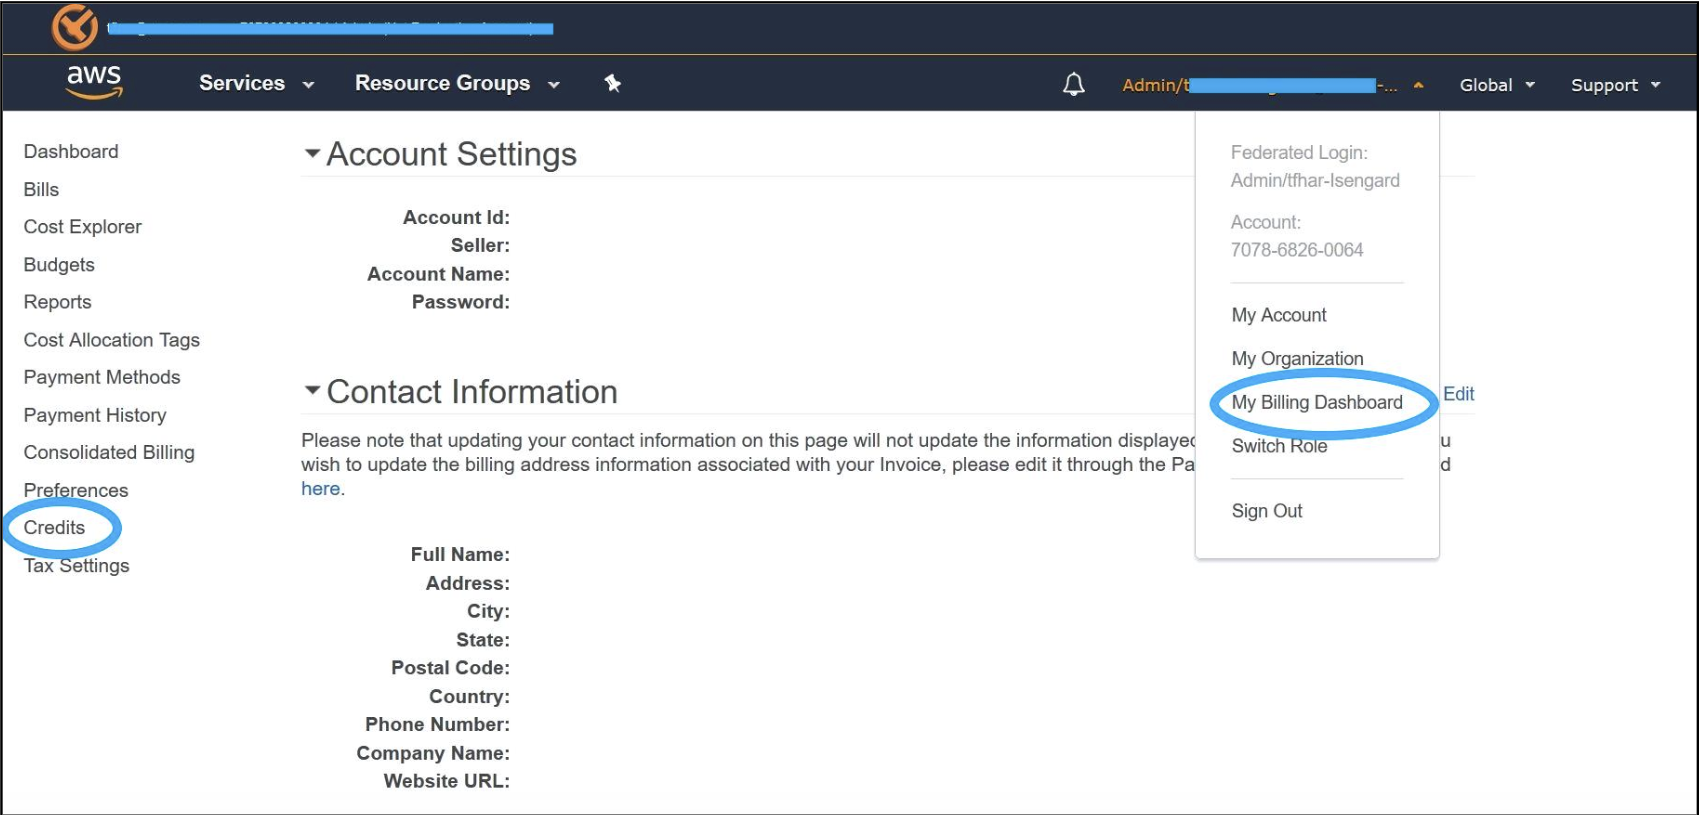 aws
Services
Resource Groups
Admin/t
-...
Global
Support
Dashboard
Bills
Cost Explorer
Budgets
Reports
Cost Allocation Tags
Payment Methods
Payment History
Consolidated Billing
Preferences
Credits
Tax Settings
Account Settings
Account Id:
Seller:
Account Name:
Password:
Contact Information
Edit
Please note that updating your contact information on this page will not update the information displayed u
wish to update the billing address information associated with your Invoice, please edit it through the Pa d
here.
Full Name:
Address:
City:
State:
Postal Code:
Country:
Phone Number:
Company Name:
Website URL:
Federated Login:
Admin/tfhar-Isengard
Account:
7078-6826-0064
My Account
My Organization
My Billing Dashboard
Switch Role
Sign Out